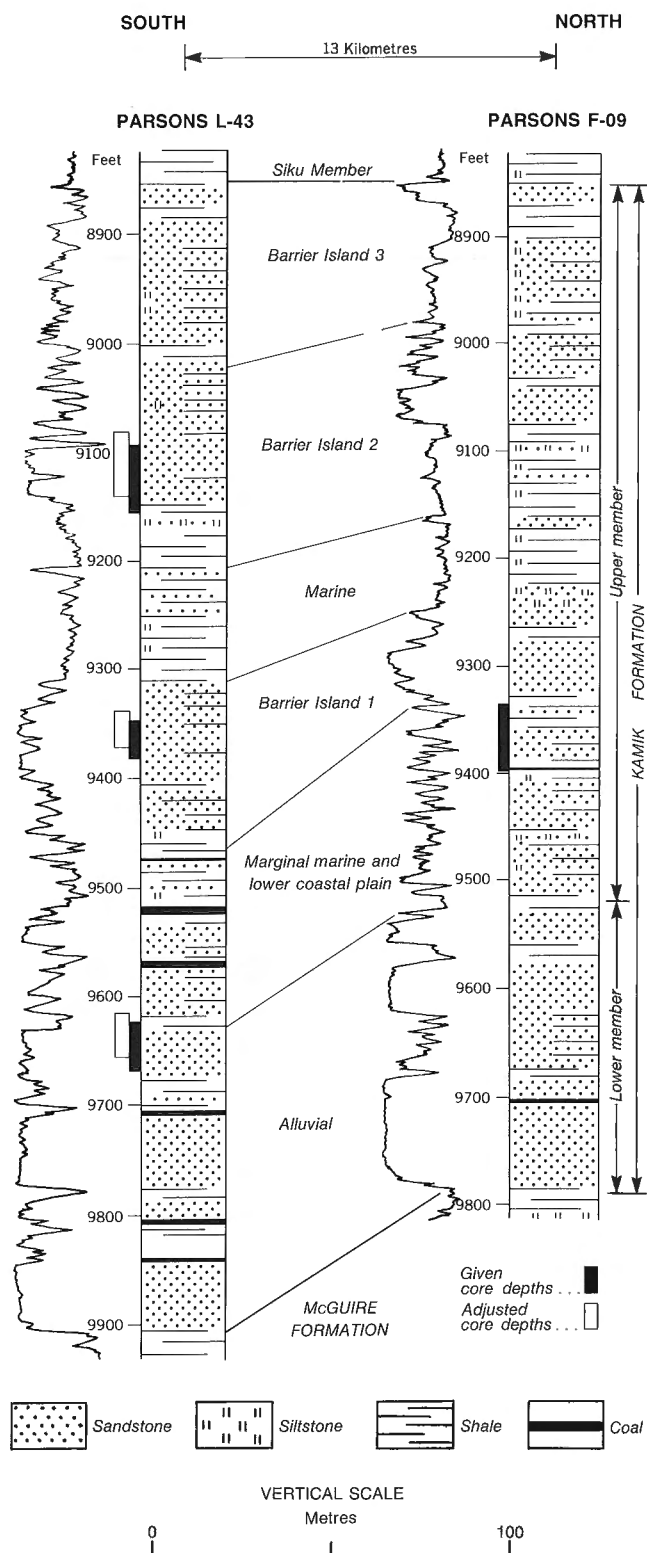 SOUTH
NORTH
13 Kilometres
PARSONS L-43
PARSONS F-09
Feet
8900
9000
9100
9200
9300
9400
9500
9600
9700
9800
9900
Siku Member
Barrier Island 3
Barrier Island 2
Marine
Barrier Island 1
Marginal marine and
lower coastal plain
Alluvial
McGUIRE
FORMATION
Feet
8900
9000
9100
9200
9300
9400
9500
9600
9700
9800
Upper member
Lower member
KAMIK FORMATION
Given
core depths . . .
Adjusted
core depths . . .
Sandstone
Siltstone
Shale
Coal
VERTICAL SCALE
Metres
0
100